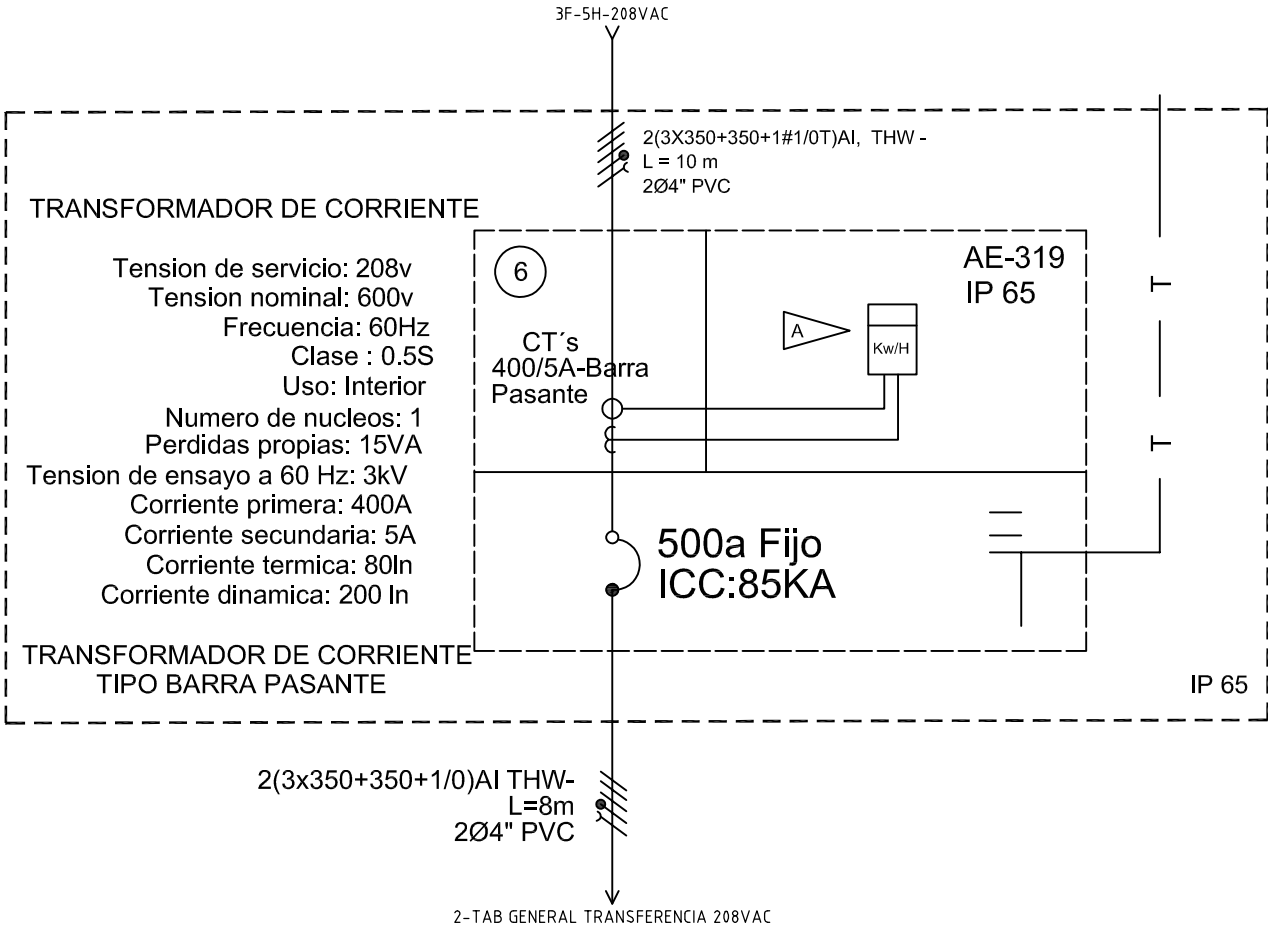 3F-5H-208VAC
2(3X350+350+1#1/0T)AI, THW -
L = 10 m
2Ø4" PVC
TRANSFORMADOR DE CORRIENTE
Tension de servicio: 208v
Tension nominal: 600v
Frecuencia: 60Hz
Clase : 0.5S
Uso: Interior
Numero de nucleos: 1
Perdidas propias: 15VA
Tension de ensayo a 60 Hz: 3kV
Corriente primera: 400A
Corriente secundaria: 5A
Corriente termica: 80In
Corriente dinamica: 200 In
TRANSFORMADOR DE CORRIENTE
TIPO BARRA PASANTE
6
CT´s
400/5A-Barra
Pasante
A
Kw/H
AE-319
IP 65
T
T
500a Fijo
ICC:85KA
IP 65
2(3x350+350+1/0)AI THW-
L=8m
2Ø4" PVC
2-TAB GENERAL TRANSFERENCIA 208VAC